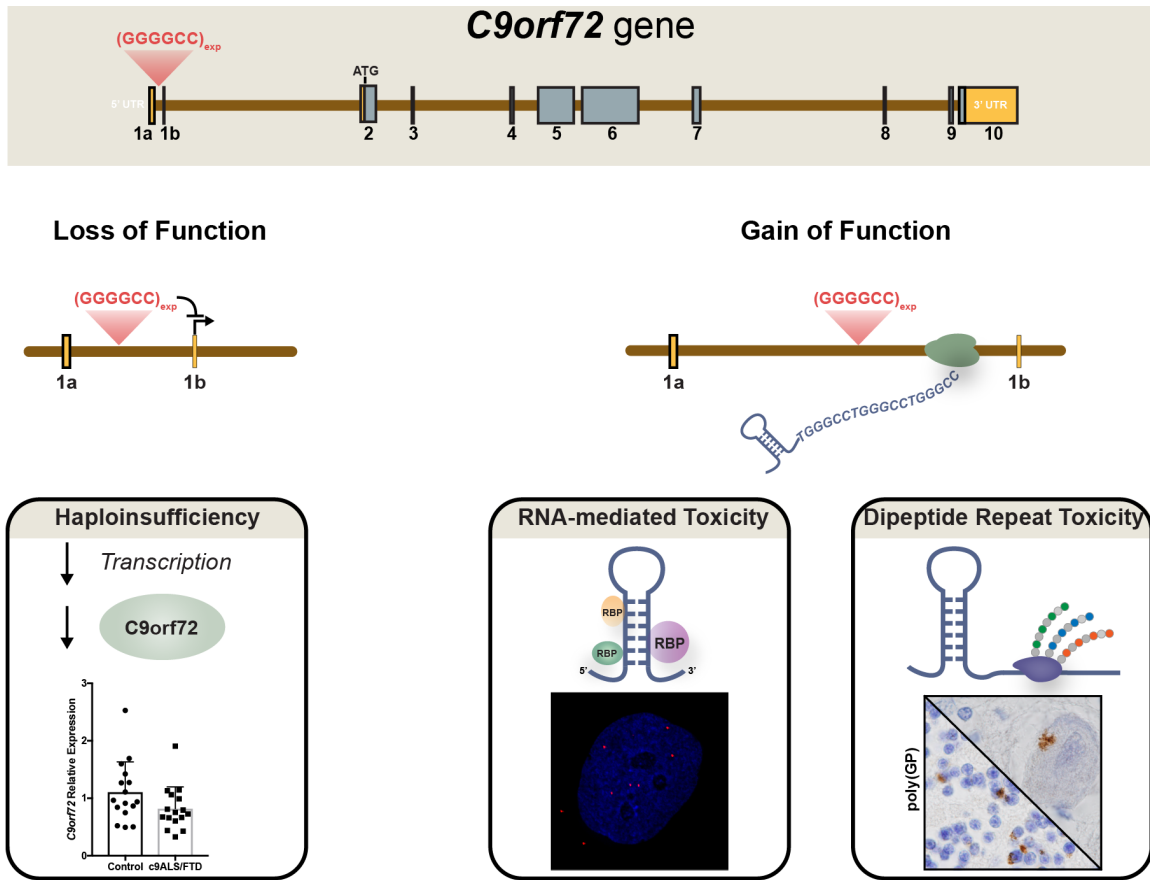 C9orf72 gene
(GGGGCC)exp
ATG
5' UTR
3' UTR
1a 1b 2 3 4 5 6 7 8 9 10
Loss of Function
(GGGGCC)exp
1a 1b
Gain of Function
(GGGGCC)exp
1a 1b
TGGGCCTGGGCCTGGGCC
Haploinsufficiency
Transcription
C9orf72
C9orf72 Relative Expression
3
2
1
0
Control c9ALS/FTD
RNA-mediated Toxicity
RBP
RBP
RBP
5' 3'
Dipeptide Repeat Toxicity
poly(GP)